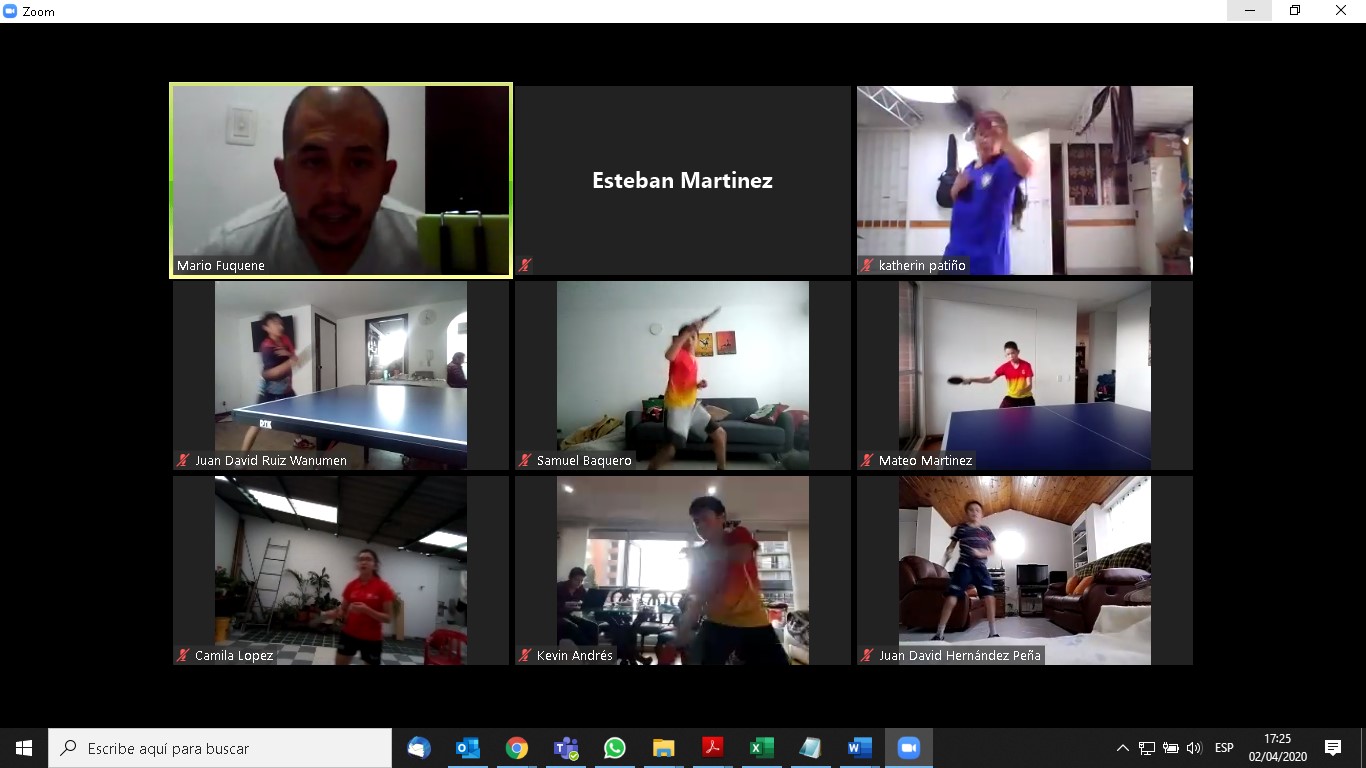 Zoom
Esteban Martinez
Mario Fuquene
katherin patiño
Juan David Ruiz Wanumen
Samuel Baquero
Mateo Martinez
Camila Lopez
Kevin Andrés
Juan David Hernández Peña
Escribe aquí para buscar
ESP
17:25
02/04/2020